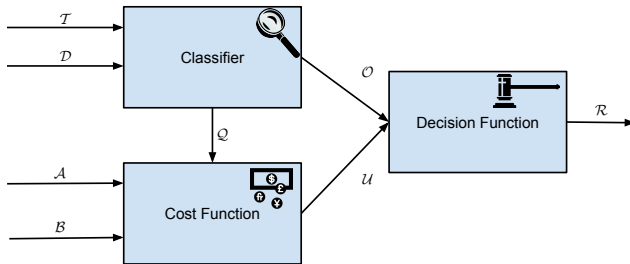 𝒯
𝒟
Classifier
𝒪
Decision Function
ℛ
𝒬
𝒜
ℬ
Cost Function
𝒰
$
£
¥